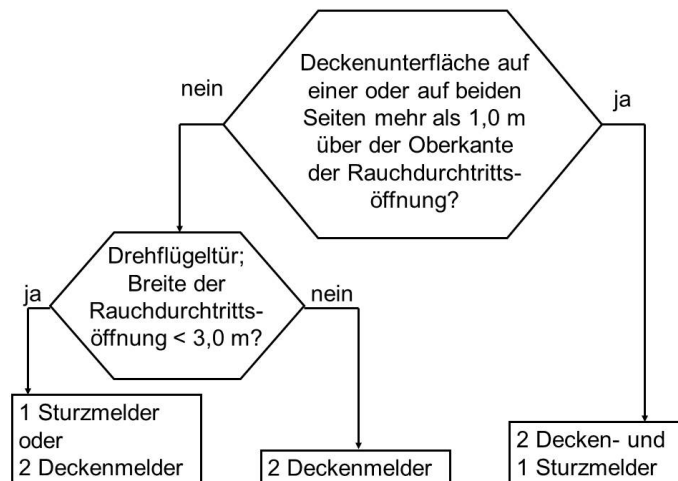 Deckenunterfläche auf
einer oder auf beiden
Seiten mehr als 1,0 m
über der Oberkante
der Rauchdurchtritts-
öffnung?
nein
ja
Drehflügeltür;
Breite der
Rauchdurchtritts-
öffnung < 3,0 m?
ja
nein
1 Sturzmelder
oder
2 Deckenmelder
2 Deckenmelder
2 Decken- und
1 Sturzmelder